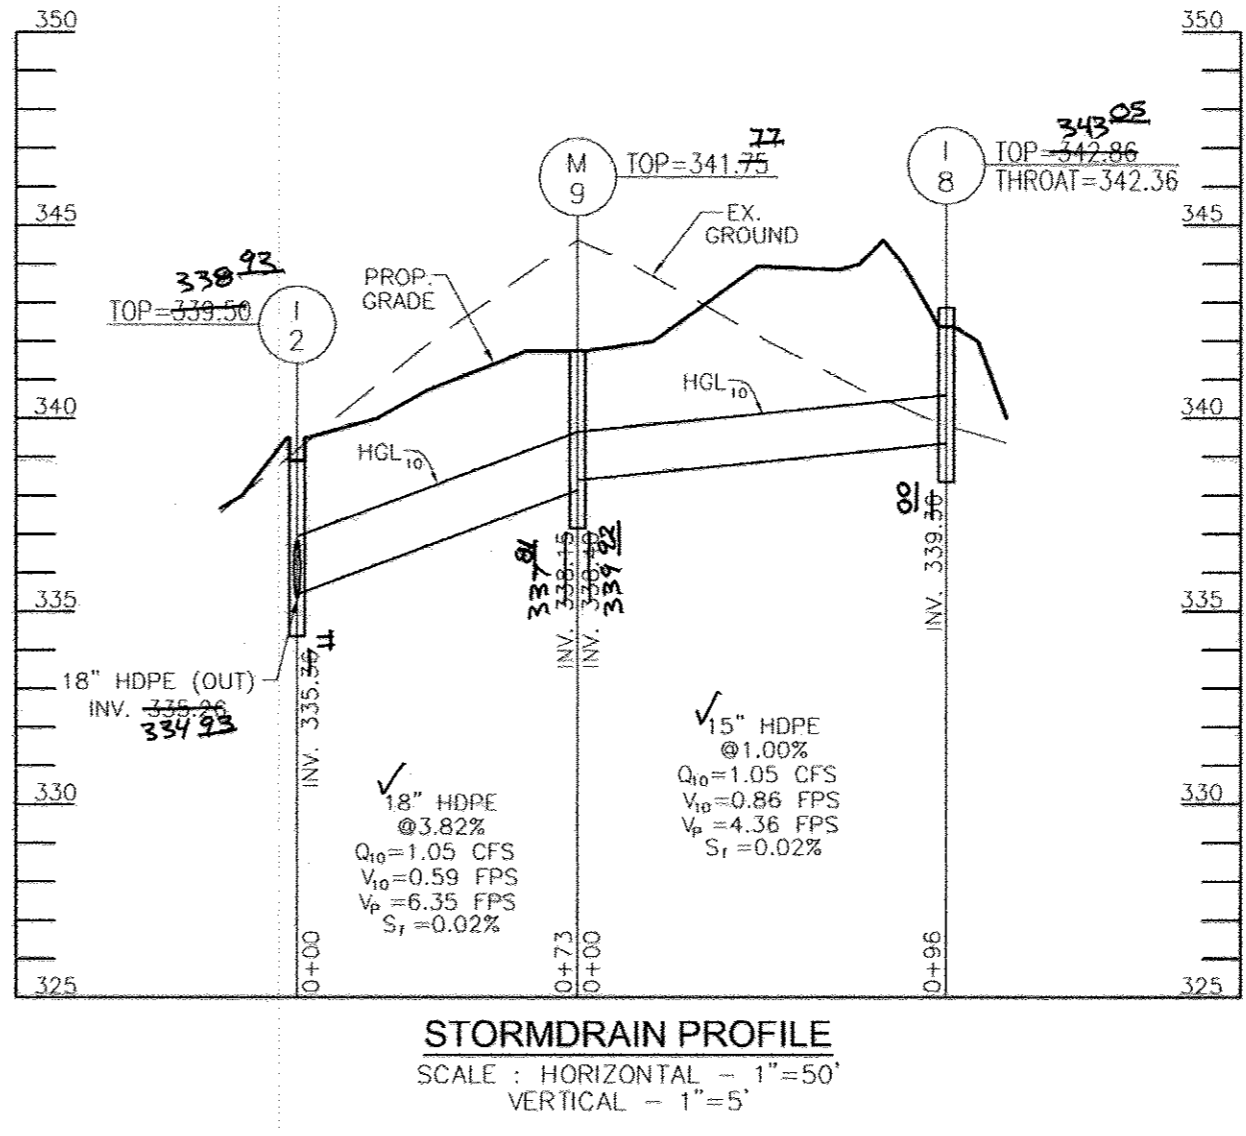 350
350
345
345
340
340
335
335
330
330
325
325
338 93
TOP=339.50
I
2
PROP.
GRADE
M
9
77
TOP=341.75
EX.
GROUND
343 05
I
8
TOP=342.86
THROAT=342.36
HGL10
HGL10
18" HDPE (OUT)
INV. 335.26
334 93
INV. 335.36
11
337 81
INV. 338.15
INV. 338.40
339 22
00
INV. 339.36
18" HDPE
@3.82%
Q10=1.05 CFS
V10=0.59 FPS
VP=6.35 FPS
Sf=0.02%
15" HDPE
@1.00%
Q10=1.05 CFS
V10=0.86 FPS
VP=4.36 FPS
Sf=0.02%
0+00
0+73
0+00
0+96
STORMDRAIN PROFILE
SCALE : HORIZONTAL - 1"=50'
VERTICAL - 1"=5'